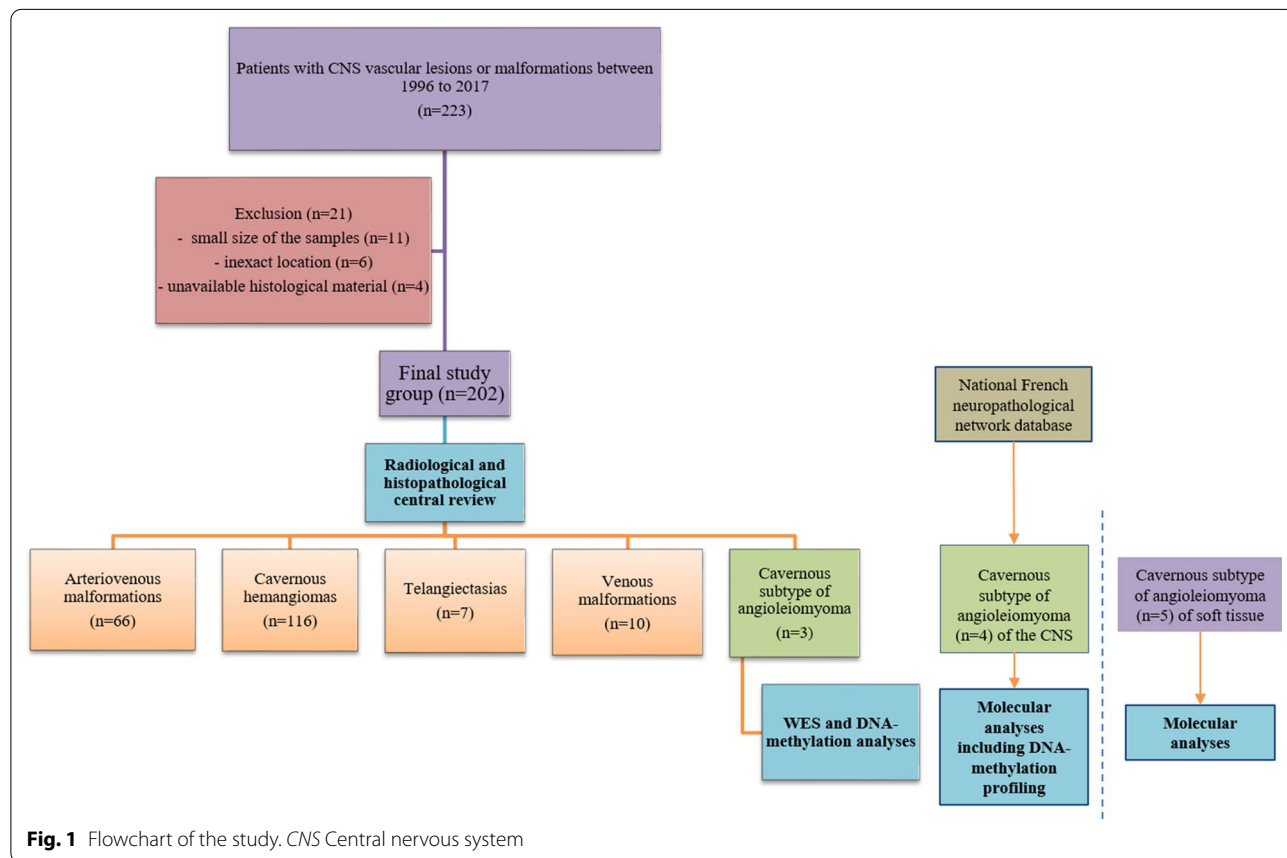 Patients with CNS vascular lesions or malformations between
1996 to 2017
(n=223)
Exclusion (n=21)
- small size of the samples (n=11)
- inexact location (n=6)
- unavailable histological material (n=4)
Final study
group (n=202)
Radiological and
histopathological
central review
Arteriovenous
malformations
(n=66)
Cavernous
hemangiomas
(n=116)
Telangiectasias
(n=7)
Venous
malformations
(n=10)
Cavernous
subtype of
angioleiomyoma
(n=3)
WES and DNA-
methylation analyses
National French
neuropathological
network database
Cavernous
subtype of
angioleiomyoma
(n=4) of the CNS
Molecular
analyses
including DNA-
methylation
profiling
Cavernous subtype
of angioleiomyoma
(n=5) of soft tissue
Molecular
analyses
Fig. 1 Flowchart of the study. CNS Central nervous system